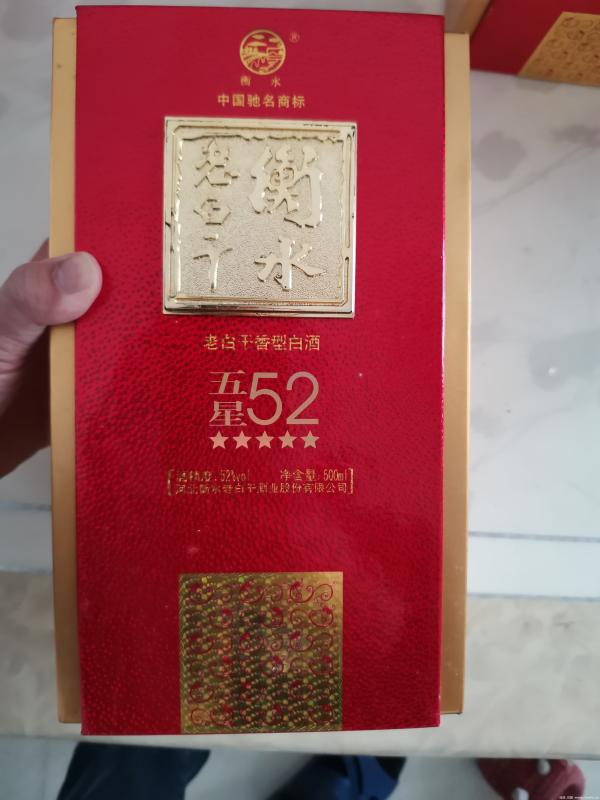 ®
衡水
中国驰名商标
衡水
老白干
老白干香型白酒
五星52
酒精度:52%vol 净含量:500ml
河北衡水老白干酒业股份有限公司